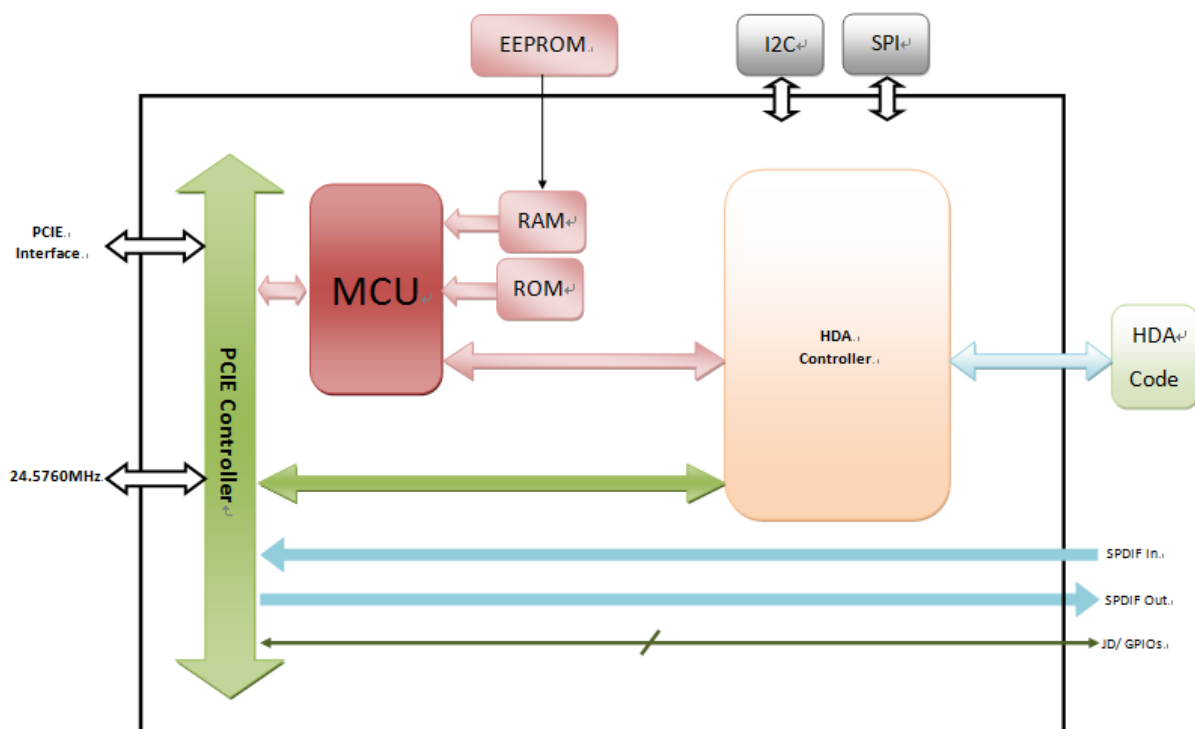 EEPROM
I2C
SPI
PCIE
Interface
RAM
ROM
MCU
HDA
Controller
HDA
Code
PCIE Controller
24.5760MHz
SPDIF In
SPDIF Out
JD/ GPIOs